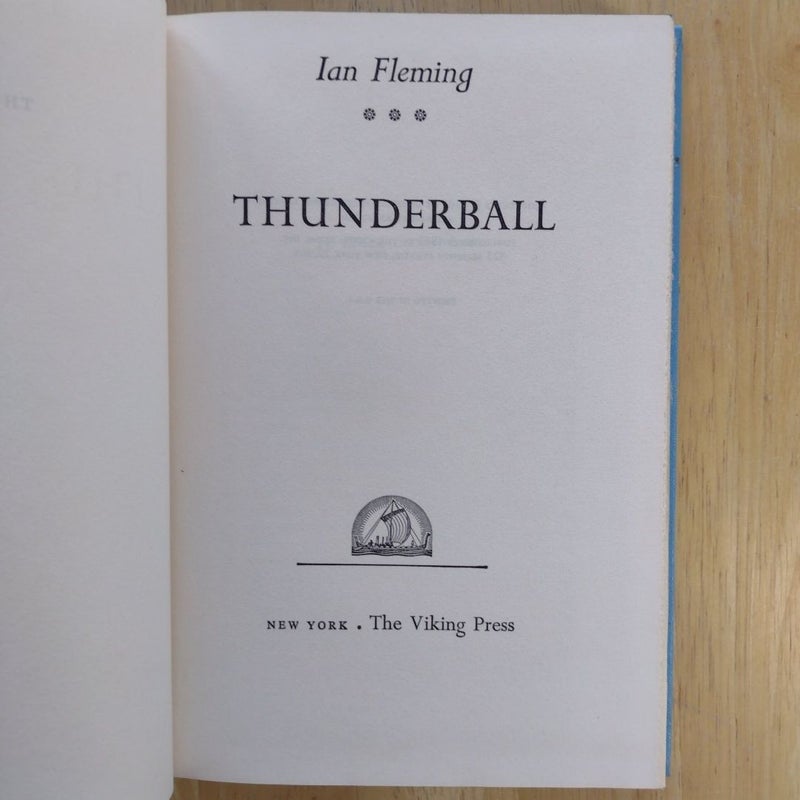 Ian Fleming
THUNDERBALL
NEW YORK . The Viking Press